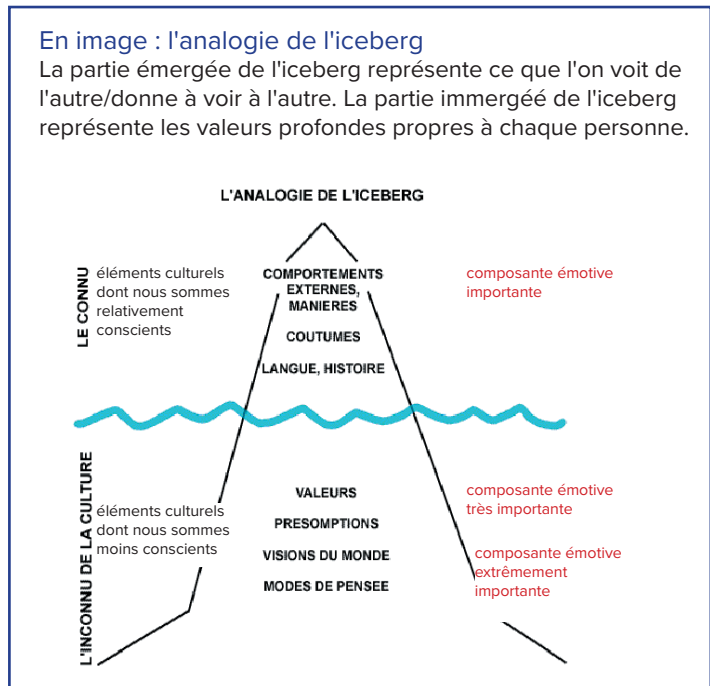 En image : l'analogie de l'iceberg
La partie émergée de l'iceberg représente ce que l'on voit de
l'autre/donne à voir à l'autre. La partie immergéé de l'iceberg
représente les valeurs profondes propres à chaque personne.
L'ANALOGIE DE L'ICEBERG
LE CONNU
éléments culturels
dont nous sommes
relativement
conscients
COMPORTEMENTS
EXTERNES,
MANIERES
COUTUMES
LANGUE, HISTOIRE
composante émotive
importante
L'INCONNU DE LA CULTURE
éléments culturels
dont nous sommes
moins conscients
VALEURS
PRESOMPTIONS
VISIONS DU MONDE
MODES DE PENSEE
composante émotive
très importante
composante émotive
extrêmement
importante